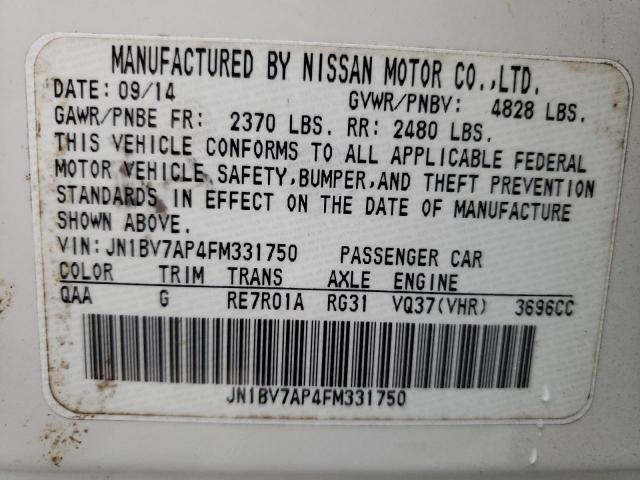 MANUFACTURED BY NISSAN MOTOR CO.,LTD.
DATE: 09/14 GVWR/PNBV: 4828 LBS.
GAWR/PNBE FR: 2370 LBS. RR: 2480 LBS.
THIS VEHICLE CONFORMS TO ALL APPLICABLE FEDERAL
MOTOR VEHICLE SAFETY,BUMPER,AND THEFT PREVENTION
STANDARDS IN EFFECT ON THE DATE OF MANUFACTURE
SHOWN ABOVE.
VIN:JN1BV7AP4FM331750 PASSENGER CAR
COLOR TRIM TRANS AXLE ENGINE
QAA G RE7R01A RG31 VQ37(VHR) 3696CC
JN1BV7AP4FM331750